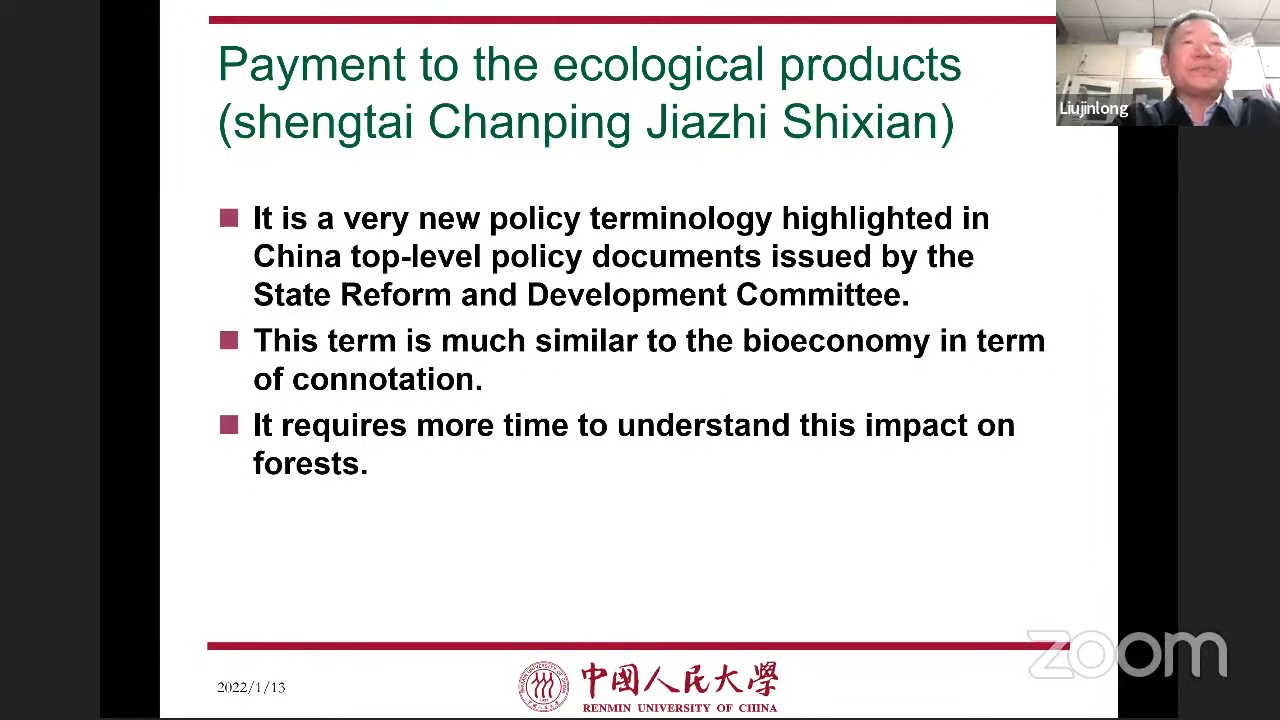 Payment to the ecological products
(shengtai Chanping Jiazhi Shixian)
Liujinlong
It is a very new policy terminology highlighted in
China top-level policy documents issued by the
State Reform and Development Committee.
This term is much similar to the bioeconomy in term
of connotation.
It requires more time to understand this impact on
forests.
2022/1/13
中國人民大學
RENMIN UNIVERSITY OF CHINA
zoom